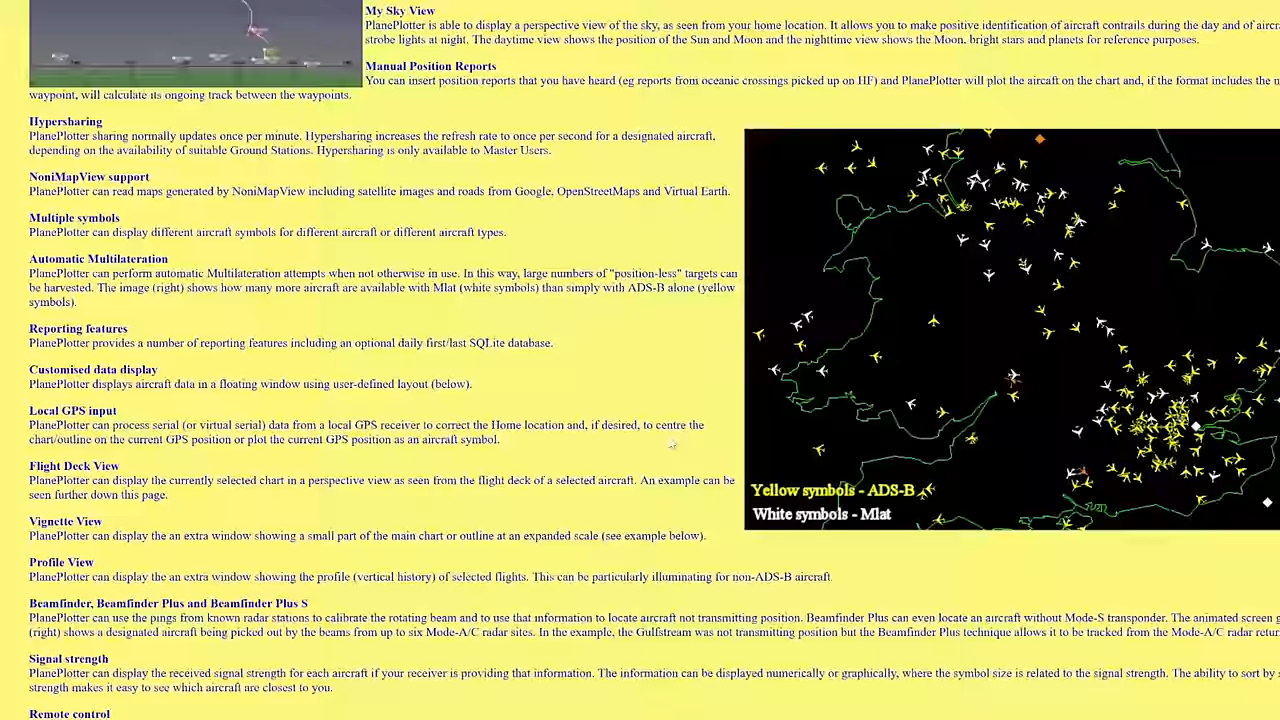 My Sky View
PlanePlotter is able to display a perspective view of the sky, as seen from your home location. It allows you to make positive identification of aircraft contrails during the day and of aircr
strobe lights at night. The daytime view shows the position of the Sun and Moon and the nighttime view shows the Moon, bright stars and planets for reference purposes.
Manual Position Reports
You can insert position reports that you have heard (eg reports from oceanic crossings picked up on HF) and PlanePlotter will plot the aircaft on the chart and, if the format includes the n
waypoint, will calculate its ongoing track between the waypoints.
Hypersharing
PlanePlotter sharing normally updates once per minute. Hypersharing increases the refresh rate to once per second for a designated aircraft,
depending on the availability of suitable Ground Stations. Hypersharing is only available to Master Users.
NoniMapView support
PlanePlotter can read maps generated by NoniMapView including satellite images and roads from Google, OpenStreetMaps and Virtual Earth.
Multiple symbols
PlanePlotter can display different aircraft symbols for different aircraft or different aircraft types.
Automatic Multilateration
PlanePlotter can perform automatic Multilateration attempts when not otherwise in use. In this way, large numbers of "position-less" targets can
be harvested. The image (right) shows how many more aircraft are available with Mlat (white symbols) than simply with ADS-B alone (yellow
symbols).
Reporting features
PlanePlotter provides a number of reporting features including an optional daily first/last SQLite database.
Customised data display
PlanePlotter displays aircraft data in a floating window using user-defined layout (below).
Local GPS input
PlanePlotter can process serial (or virtual serial) data from a local GPS receiver to correct the Home location and, if desired, to centre the
chart/outline on the current GPS position or plot the current GPS position as an aircraft symbol.
Flight Deck View
PlanePlotter can display the currently selected chart in a perspective view as seen from the flight deck of a selected aircraft. An example can be
seen further down this page.
Yellow symbols - ADS-B
White symbols - Mlat
Vignette View
PlanePlotter can display the an extra window showing a small part of the main chart or outline at an expanded scale (see example below).
Profile View
PlanePlotter can display the an extra window showing the profile (vertical history) of selected flights. This can be particularly illuminating for non-ADS-B aircraft.
Beamfinder, Beamfinder Plus and Beamfinder Plus S
PlanePlotter can use the pings from known radar stations to calibrate the rotating beam and to use that information to locate aircraft not transmitting position. Beamfinder Plus can even locate an aircraft without Mode-S transponder. The animated screen g
(right) shows a designated aircraft being picked out by the beams from up to six Mode-A/C radar sites. In the example, the Gulfstream was not transmitting position but the Beamfinder Plus technique allows it to be tracked from the Mode-A/C radar retur
Signal strength
PlanePlotter can display the received signal strength for each aircraft if your receiver is providing that information. The information can be displayed numerically or graphically, where the symbol size is related to the signal strength. The ability to sort by
strength makes it easy to see which aircraft are closest to you.
Remote control